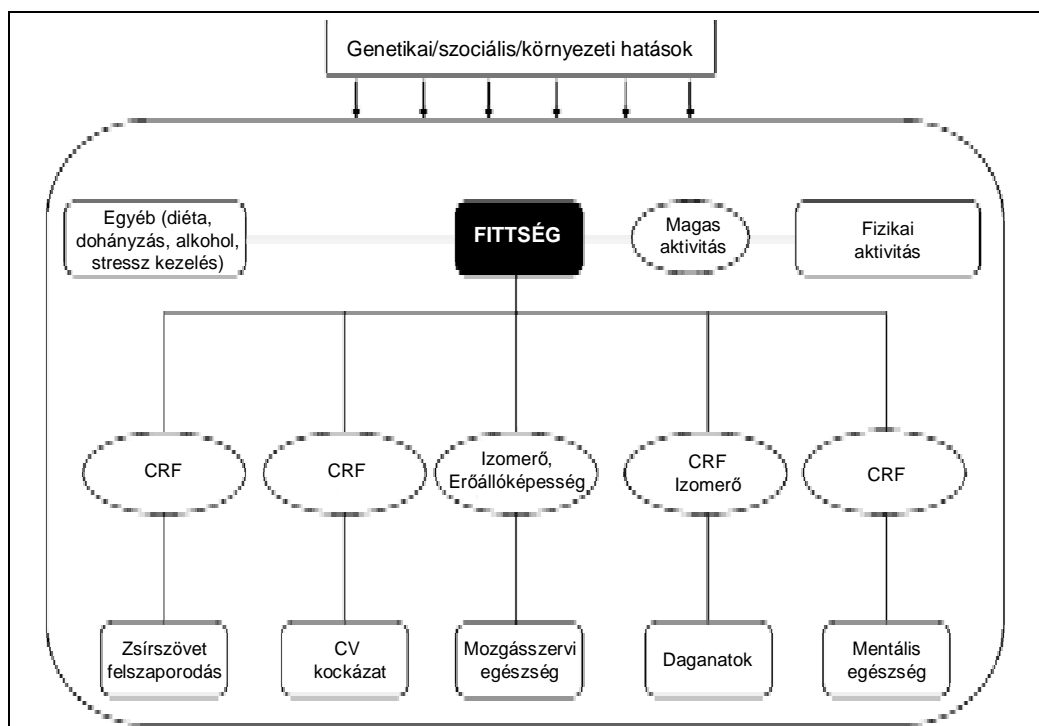 Genetikai/szociális/környezeti hatások
Egyéb (diéta,
dohányzás, alkohol,
stressz kezelés)
FITTSÉG
Magas
aktivitás
Fizikai
aktivitás
CRF
CRF
Izomerő,
Erőállóképesség
CRF
Izomerő
CRF
Zsírszövet
felszaporodás
CV
kockázat
Mozgásszervi
egészség
Daganatok
Mentális
egészség